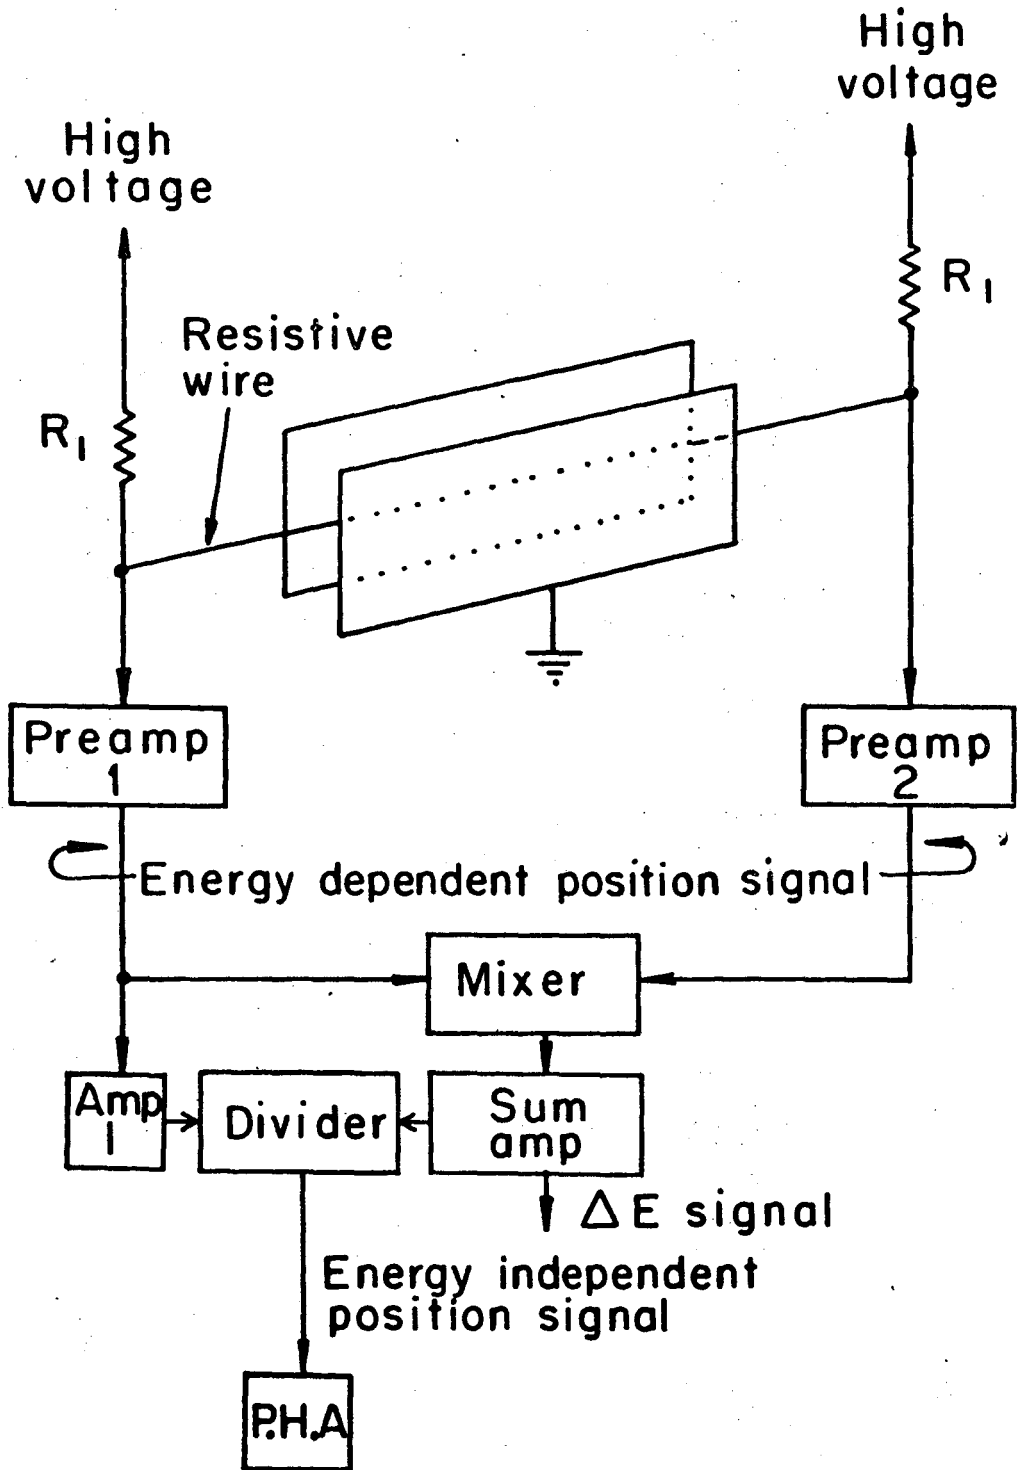 High
voltage
High
voltage
R1
Resistive
wire
R1
Preamp
1
Preamp
2
Energy dependent position signal
Mixer
Amp
1
Divider
Sum
amp
ΔE signal
Energy independent
position signal
P.H.A